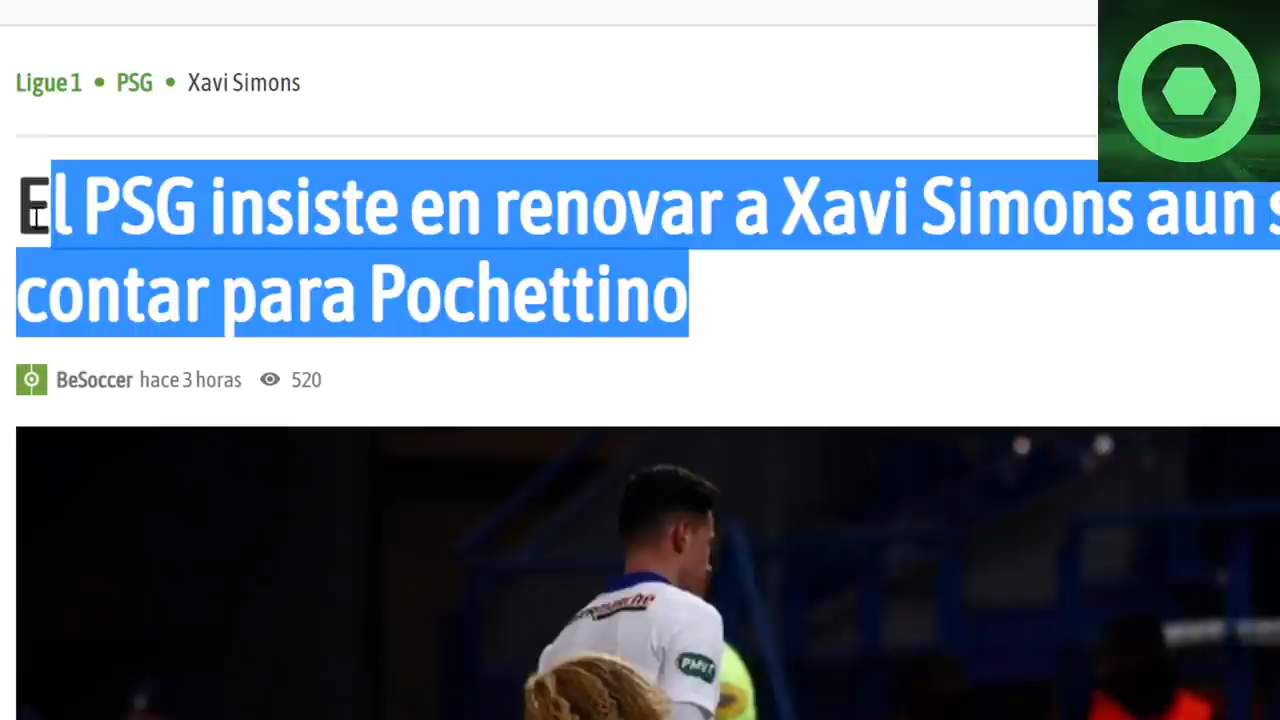 Ligue 1 • PSG • Xavi Simons
El PSG insiste en renovar a Xavi Simons aun s
contar para Pochettino
BeSoccer hace 3 horas 520
PMU